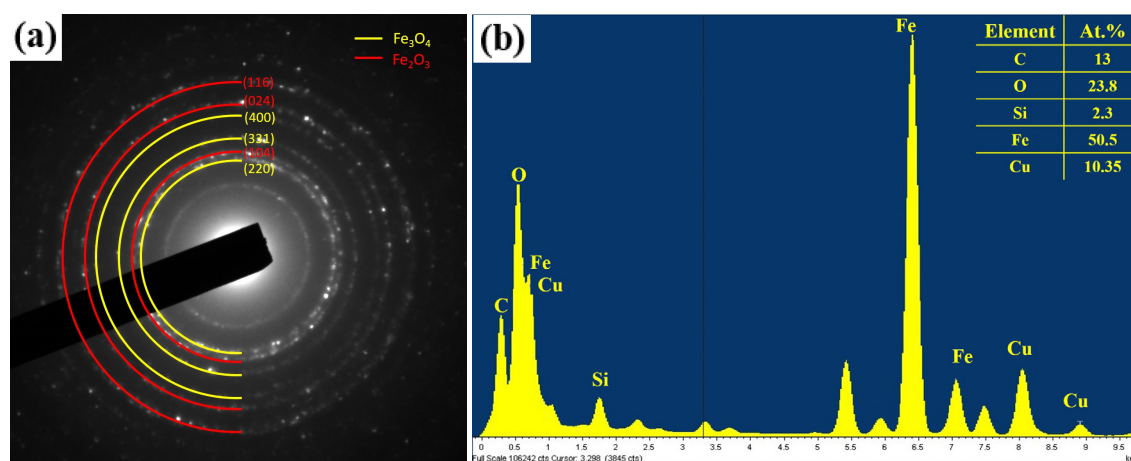 (a)
Fe₃O₄
Fe₂O₃
(116)
(024)
(400)
(331)
(104)
(220)
(b)
Fe
Element At.%
C 13
O 23.8
Si 2.3
Fe 50.5
Cu 10.35
O
Fe
Cu
C
Si
Fe
Cu
Cu
0 0.5 1 1.5 2 2.5 3 3.5 4 4.5 5 5.5 6 6.5 7 7.5 8 8.5 9 9.5
Full Scale 106242 cts Cursor: 3.298 (3845 cts)